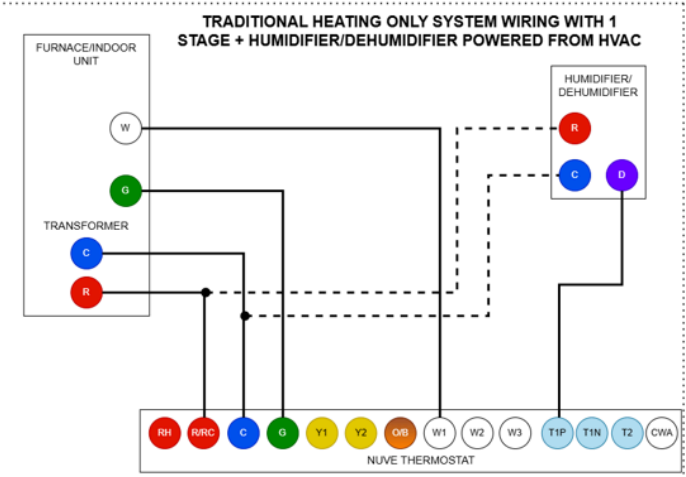 TRADITIONAL HEATING ONLY SYSTEM WIRING WITH 1
STAGE + HUMIDIFIER/DEHUMIDIFIER POWERED FROM HVAC
FURNACE/INDOOR
UNIT
W
G
TRANSFORMER
C
R
HUMIDIFIER/
DEHUMIDIFIER
R
C D
RH R/RC C G Y1 Y2 O/B W1 W2 W3 T1P T1N T2 CWA
NUVE THERMOSTAT